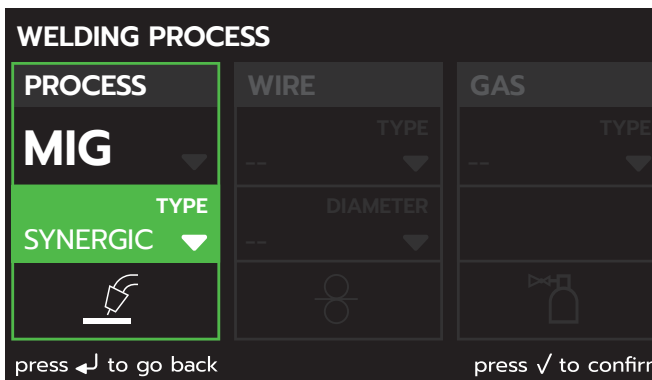 WELDING PROCESS
PROCESS
WIRE
GAS
MIG
TYPE
--
TYPE
--
TYPE
SYNERGIC
DIAMETER
--
press ↵ to go back
press √ to confirm